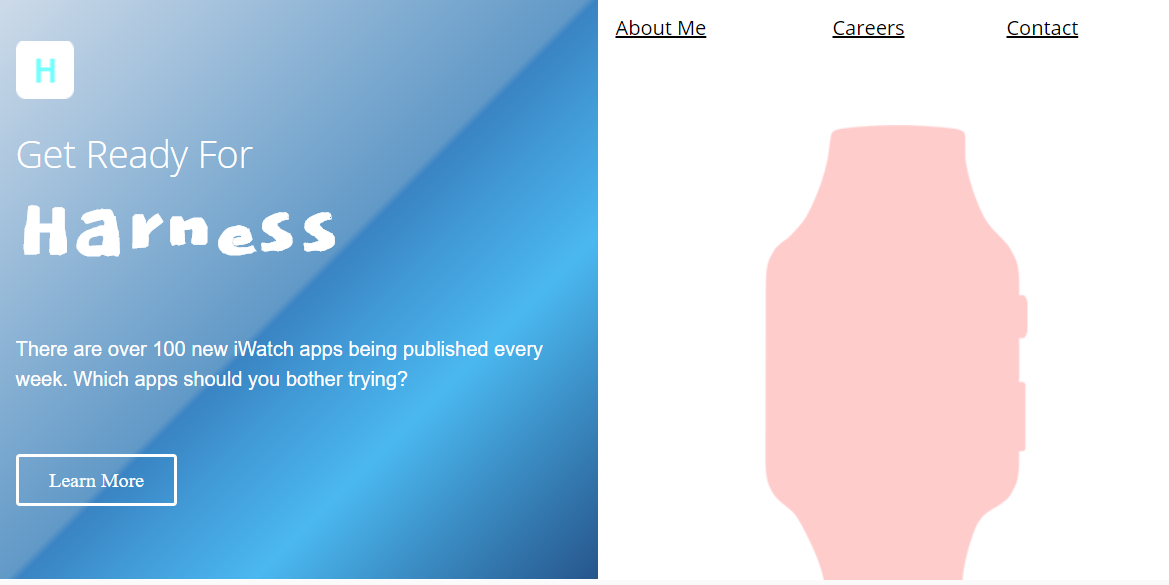 About Me
Careers
Contact
H
Get Ready For
Harness
There are over 100 new iWatch apps being published every
week. Which apps should you bother trying?
Learn More